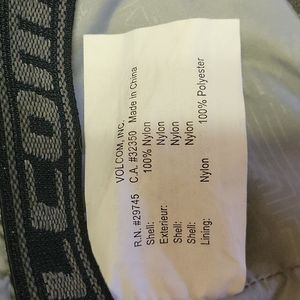 VOLCOM, INC.
R.N. #29745 C.A. #32350 Made In China
Shell: 100% Nylon
Exterieur: Nylon
Shell: Nylon
Shell: Nylon
Lining: Nylon 100% Polyester
LCOM